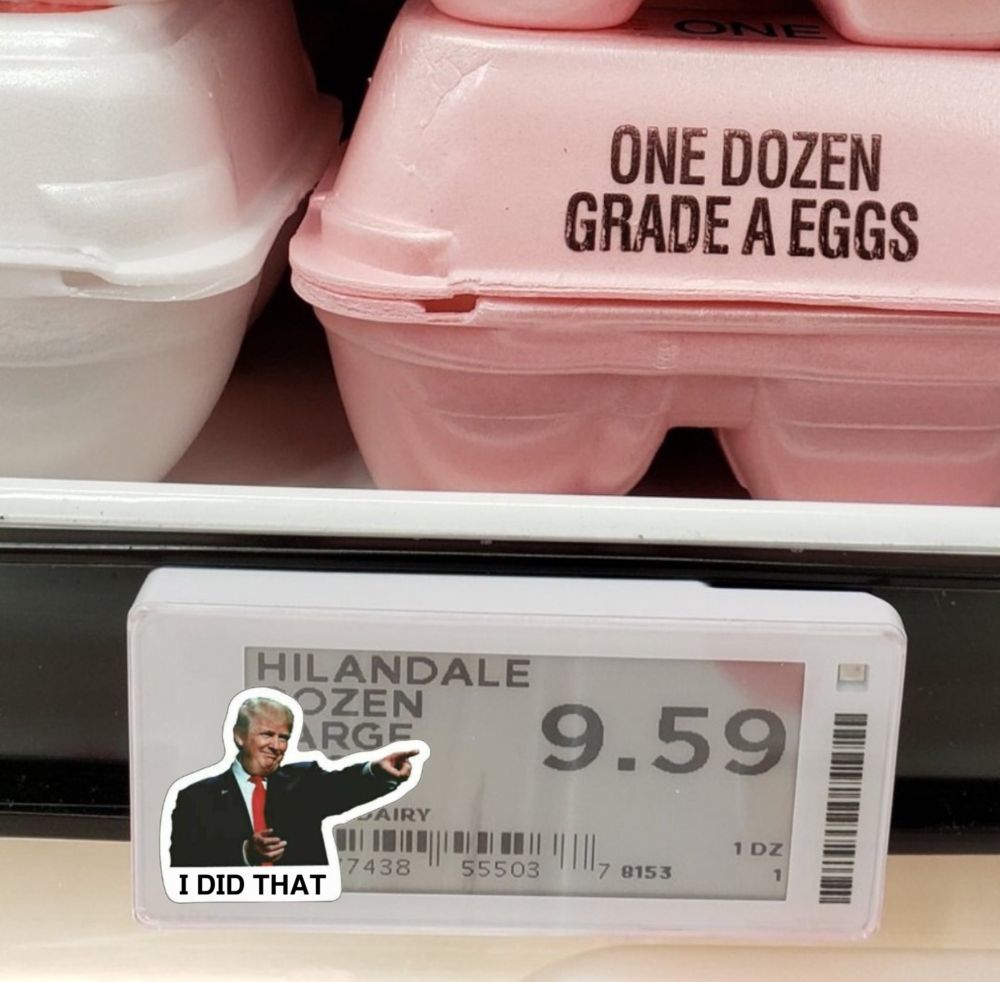 ONE
ONE DOZEN
GRADE A EGGS
HILANDALE
OZEN
ARGE
9.59
DAIRY
7438 55503 7 8153
1 DZ
1
I DID THAT